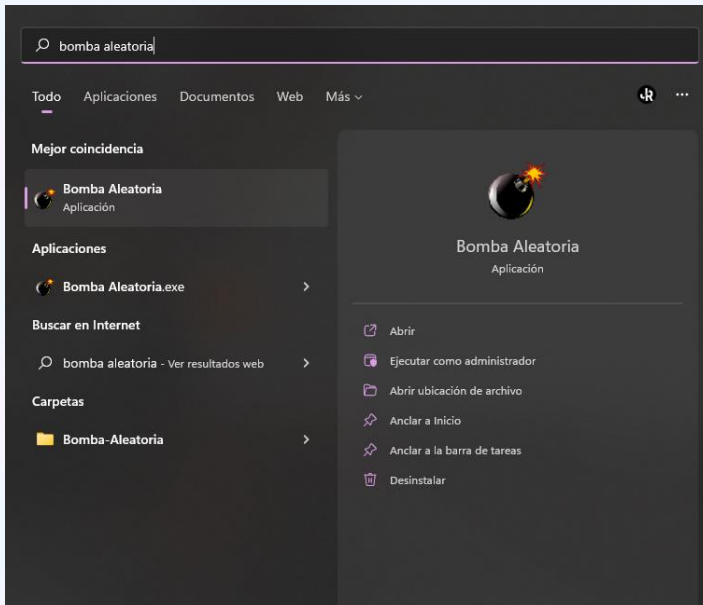 bomba aleatoria
Todo Aplicaciones Documentos Web Más
Mejor coincidencia
Bomba Aleatoria
Aplicación
Aplicaciones
Bomba Aleatoria.exe
Buscar en Internet
bomba aleatoria - Ver resultados web
Carpetas
Bomba-Aleatoria
Bomba Aleatoria
Aplicación
Abrir
Ejecutar como administrador
Abrir ubicación de archivo
Anclar a Inicio
Anclar a la barra de tareas
Desinstalar